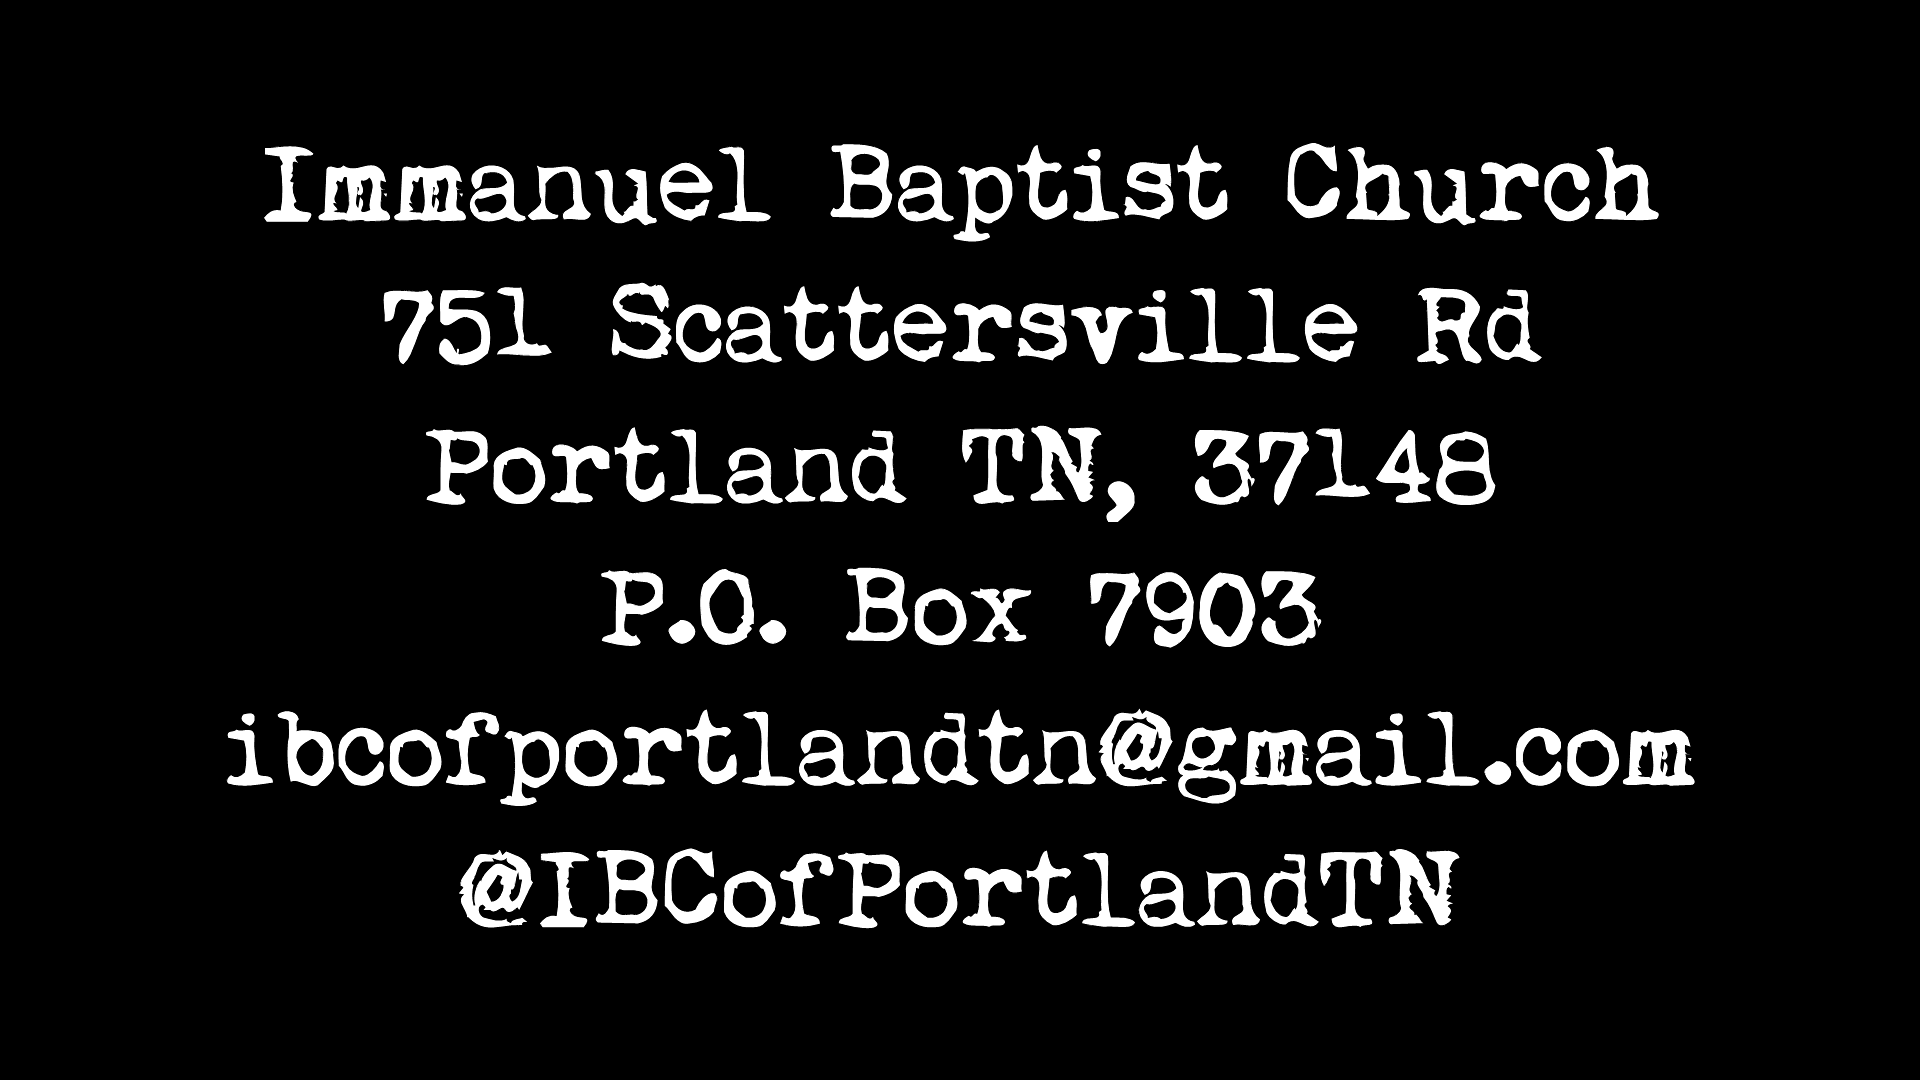 Immanuel Baptist Church
751 Scattersville Rd
Portland TN, 37148
P.O. Box 7903
ibcofportlandtn@gmail.com
@IBCofPortlandTN